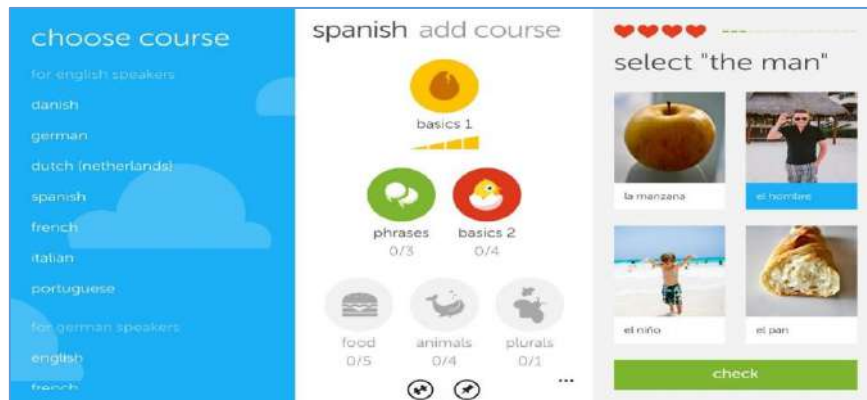 choose course
for english speakers
danish
german
dutch (netherlands)
spanish
french
italian
portuguese
for german speakers
english
french
spanish add course
basics 1
phrases basics 2
0/3 0/4
food animals plurals
0/5 0/4 0/1
...
select "the man"
la manzana el hombre
el niño el pan
check